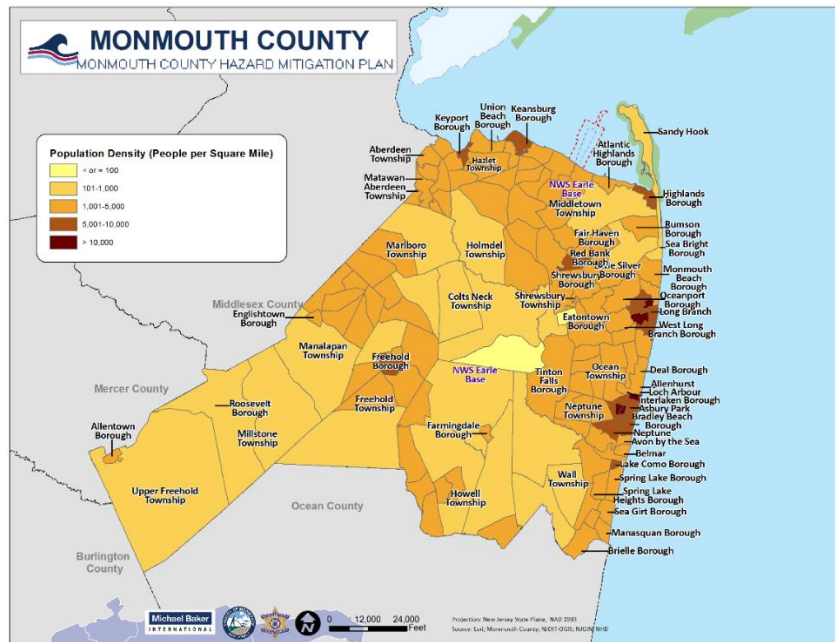 MONMOUTH COUNTY
MONMOUTH COUNTY HAZARD MITIGATION PLAN
Population Density (People per Square Mile)
< or = 100
101-1,000
1,001-5,000
5,001-10,000
> 10,000
Keyport
Borough
Union
Beach
Borough
Keansburg
Borough
Aberdeen
Township
Matawan
Aberdeen
Township
Hazlet
Township
Atlantic
Highlands
Borough
Sandy Hook
NWS Earle
Base
Middletown
Township
Highlands
Borough
Rumson
Borough
Sea Bright
Borough
Monmouth
Beach
Borough
Oceanport
Borough
Long Branch
West Long
Branch Borough
Marlboro
Township
Holmdel
Township
Fair Haven
Borough
Red Bank
Borough
Silver
Borough
Shrewsbury
Borough
Shrewsbury
Township
Eatontown
Borough
Colts Neck
Township
Middlesex County
Englishtown
Borough
Manalapan
Township
Freehold
Borough
Freehold
Township
NWS Earle
Base
Tinton
Falls
Borough
Ocean
Township
Neptune
Township
Deal Borough
Allenhurst
Loch Arbour
Interlaken Borough
Asbury Park
Bradley Beach
Borough
Neptune
Avon by the Sea
Belmar
Lake Como Borough
Spring Lake Borough
Spring Lake
Heights Borough
Sea Girt Borough
Manasquan Borough
Brielle Borough
Mercer County
Allentown
Borough
Roosevelt
Borough
Millstone
Township
Upper Freehold
Township
Farmingdale
Borough
Howell
Township
Wall
Township
Ocean County
Burlington
County
Michael Baker
INTERNATIONAL
N
0 12,000 24,000
Feet
Projection: New Jersey State Plane, NAD 1983
Source: Esri; Monmouth County; NJOIT-OGIS; NJGIN; NHD